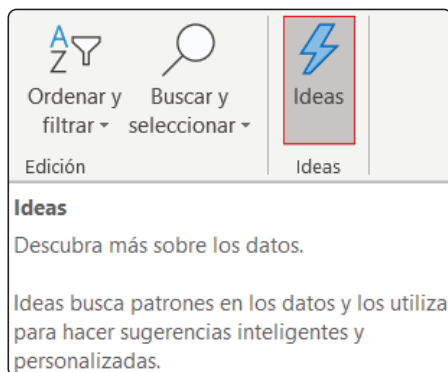 A
Z
Ordenar y
filtrar
Buscar y
seleccionar
Ideas
Edición
Ideas
Ideas
Descubra más sobre los datos.
Ideas busca patrones en los datos y los utiliza
para hacer sugerencias inteligentes y
personalizadas.